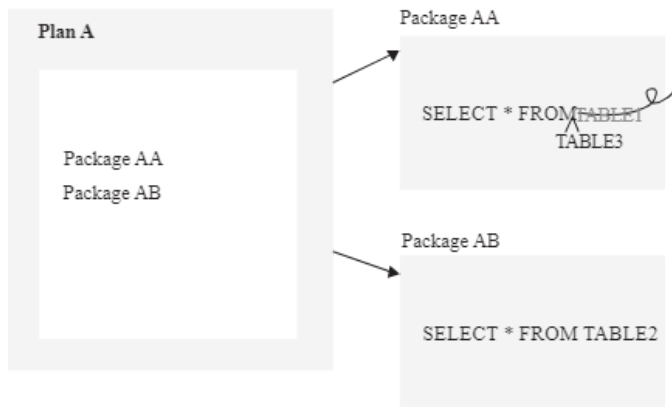 Plan A
Package AA
Package AB
Package AA
SELECT * FROM TABLE1
TABLE3
Package AB
SELECT * FROM TABLE2